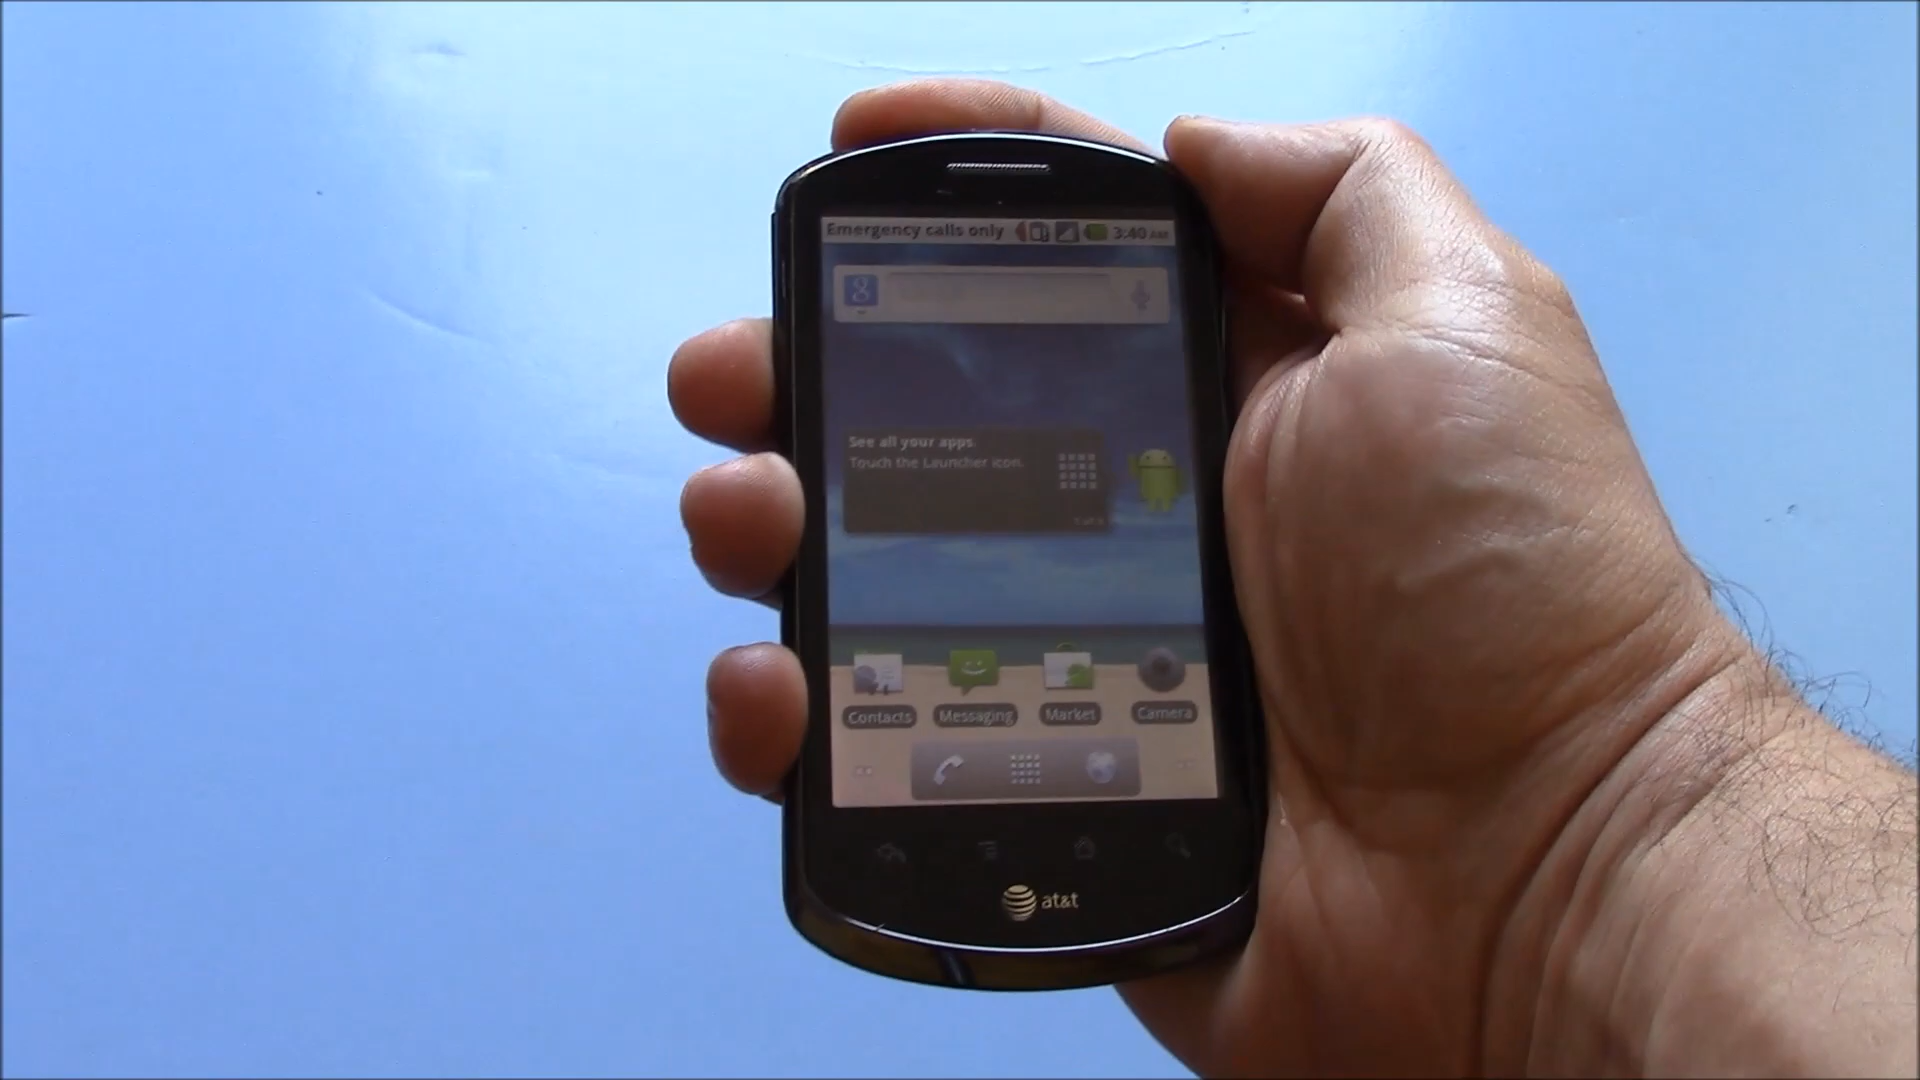 Emergency calls only 3:40 AM
g
See all your apps.
Touch the Launcher icon.
Contacts Messaging Market Camera
at&t